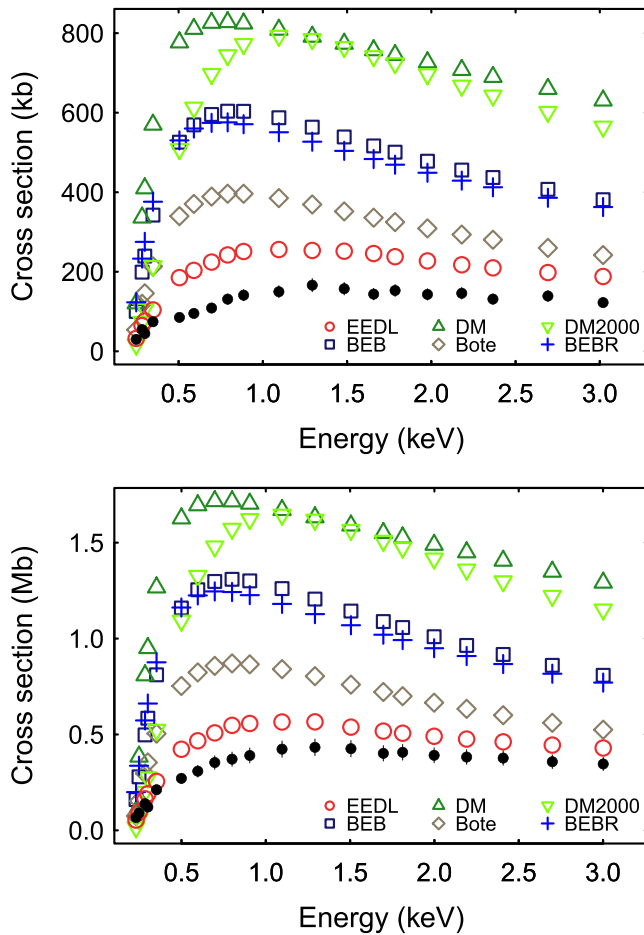 800
600
400
200
0
Cross section (kb)
EEDL DM DM2000
BEB Bote BEBR
0.5 1.0 1.5 2.0 2.5 3.0
Energy (keV)
1.5
1.0
0.5
0.0
Cross section (Mb)
EEDL DM DM2000
BEB Bote BEBR
0.5 1.0 1.5 2.0 2.5 3.0
Energy (keV)